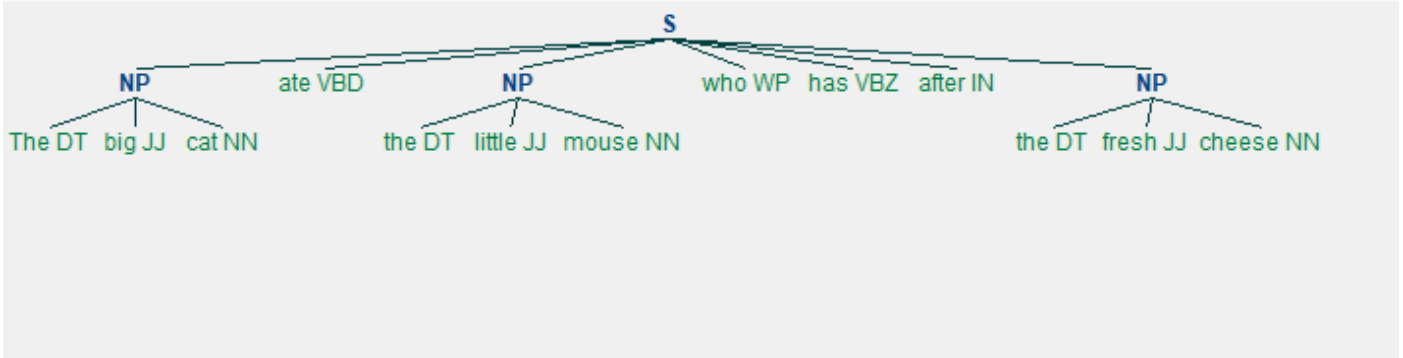 S
NP ate VBD NP who WP has VBZ after IN NP
The DT big JJ cat NN the DT little JJ mouse NN the DT fresh JJ cheese NN